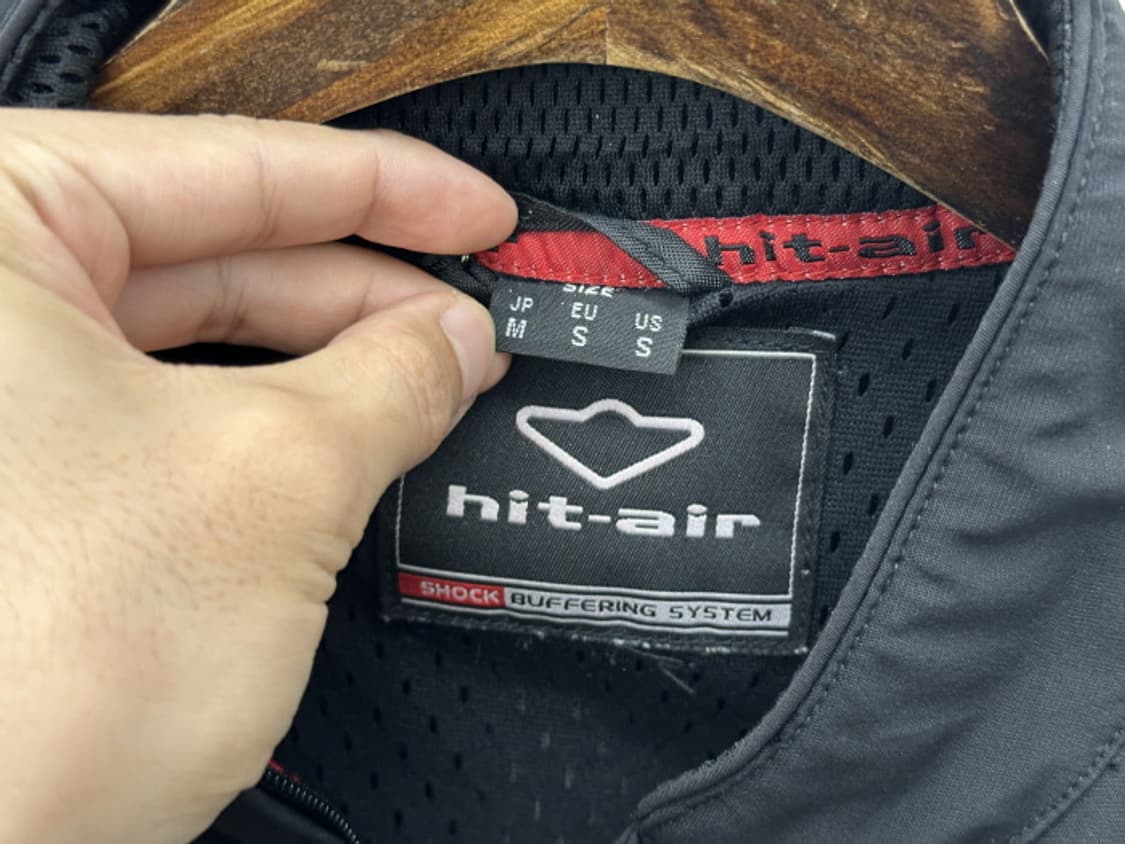 hit-air
SIZE
JP EU US
M S S
hit-air
SHOCK BUFFERING SYSTEM